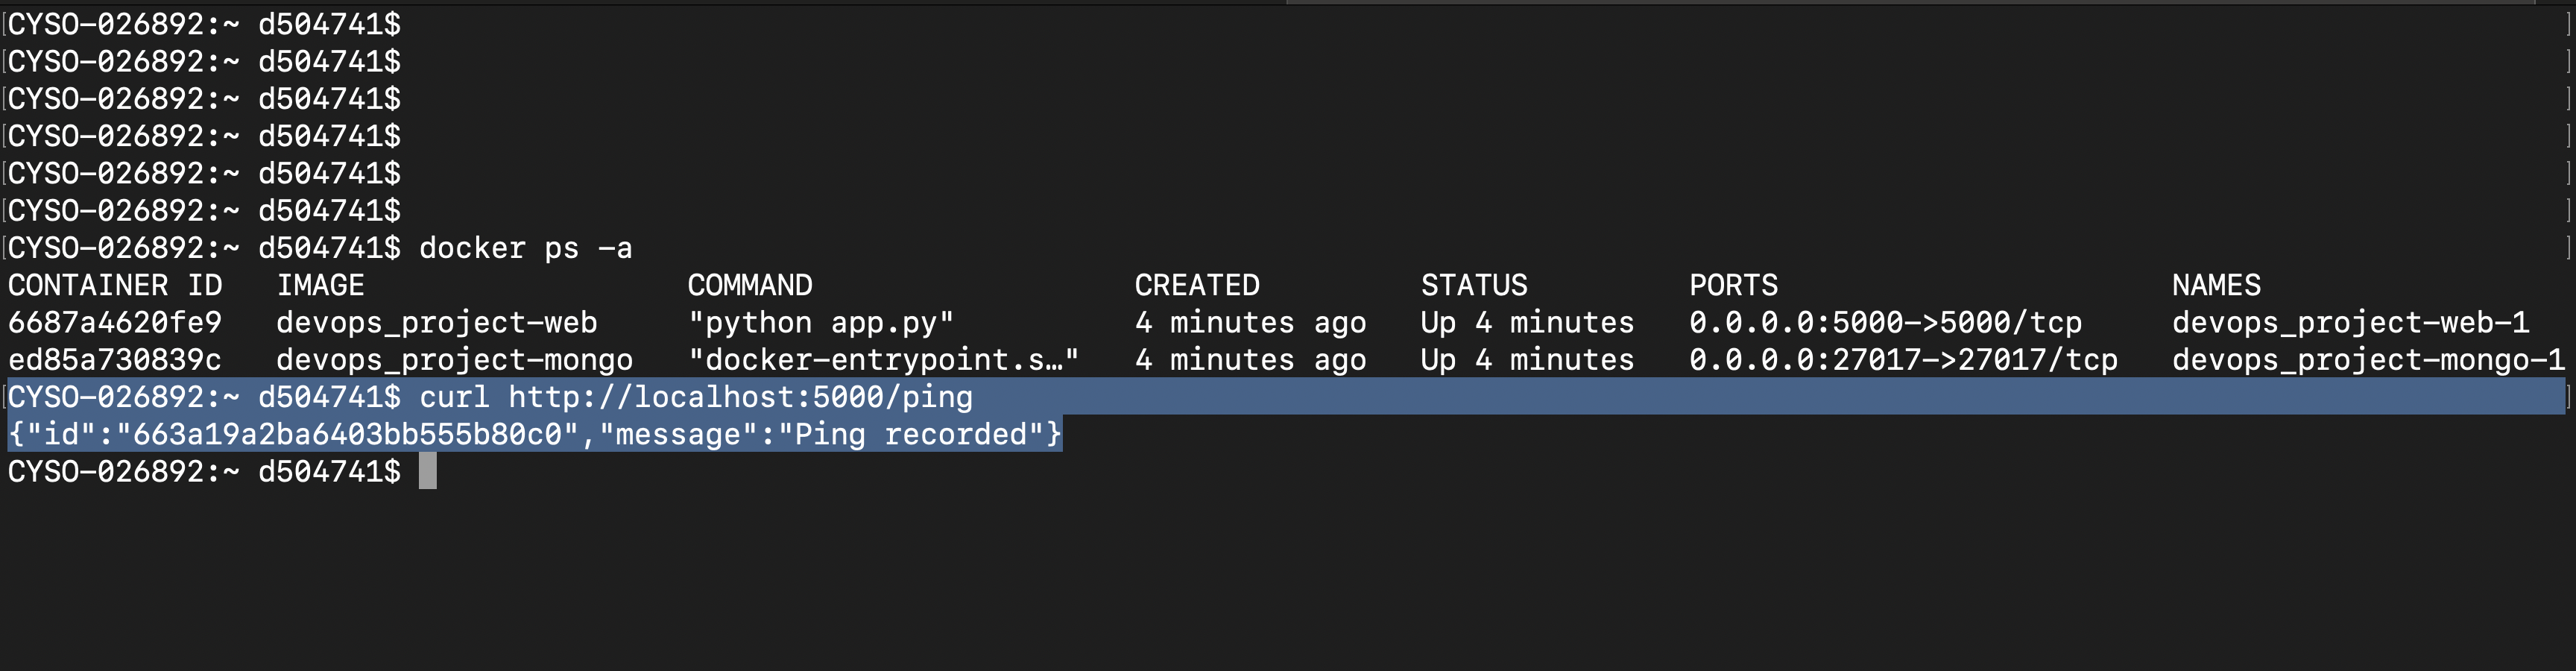 [CYSO-026892:~ d504741$ ]
[CYSO-026892:~ d504741$ ]
[CYSO-026892:~ d504741$ ]
[CYSO-026892:~ d504741$ ]
[CYSO-026892:~ d504741$ ]
[CYSO-026892:~ d504741$ ]
[CYSO-026892:~ d504741$ docker ps -a ]
CONTAINER ID   IMAGE                  COMMAND                  CREATED         STATUS         PORTS                      NAMES
6687a4620fe9   devops_project-web     "python app.py"          4 minutes ago   Up 4 minutes   0.0.0.0:5000->5000/tcp     devops_project-web-1
ed85a730839c   devops_project-mongo   "docker-entrypoint.s…"   4 minutes ago   Up 4 minutes   0.0.0.0:27017->27017/tcp   devops_project-mongo-1
[CYSO-026892:~ d504741$ curl http://localhost:5000/ping ]
{"id":"663a19a2ba6403bb555b80c0","message":"Ping recorded"}
CYSO-026892:~ d504741$